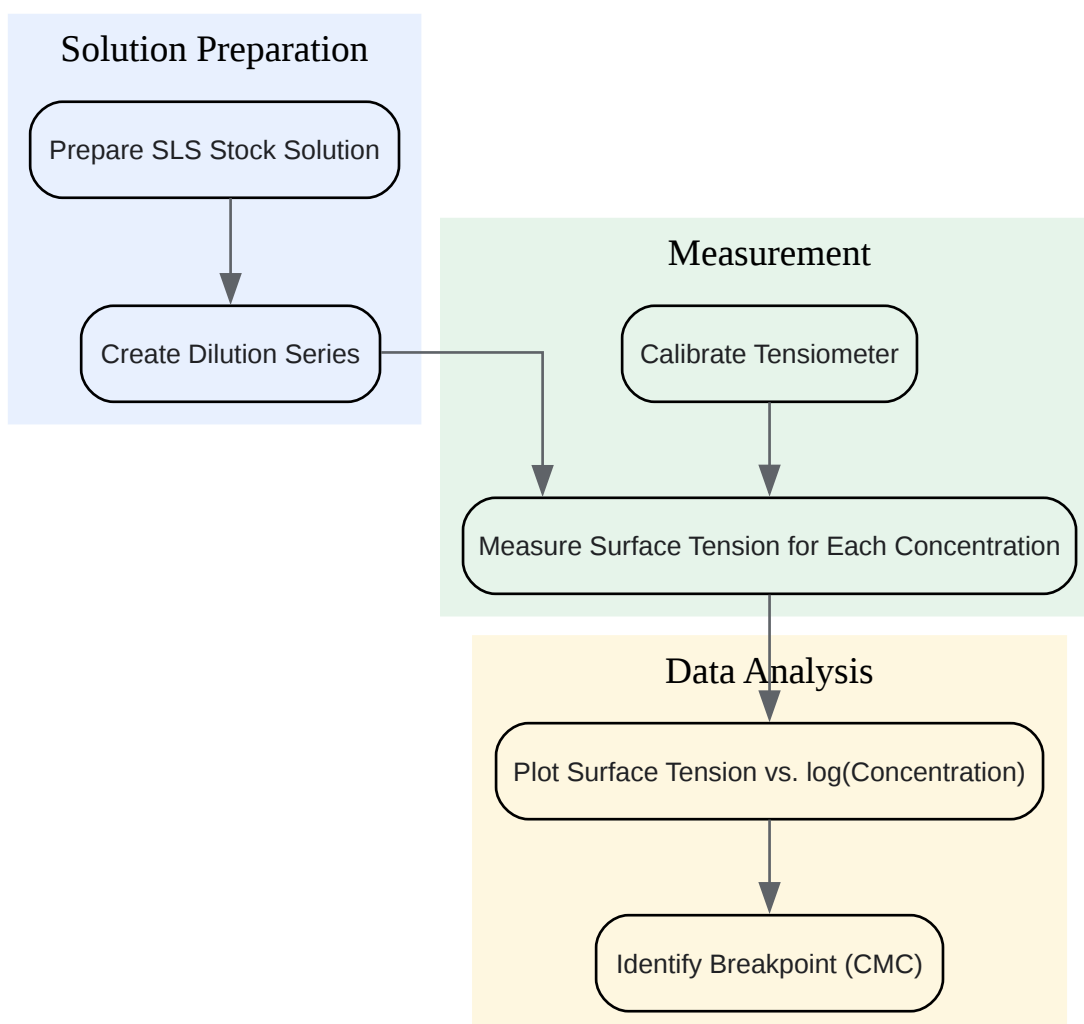 Solution Preparation
Prepare SLS Stock Solution
Create Dilution Series
Measurement
Calibrate Tensiometer
Measure Surface Tension for Each Concentration
Data Analysis
Plot Surface Tension vs. log(Concentration)
Identify Breakpoint (CMC)